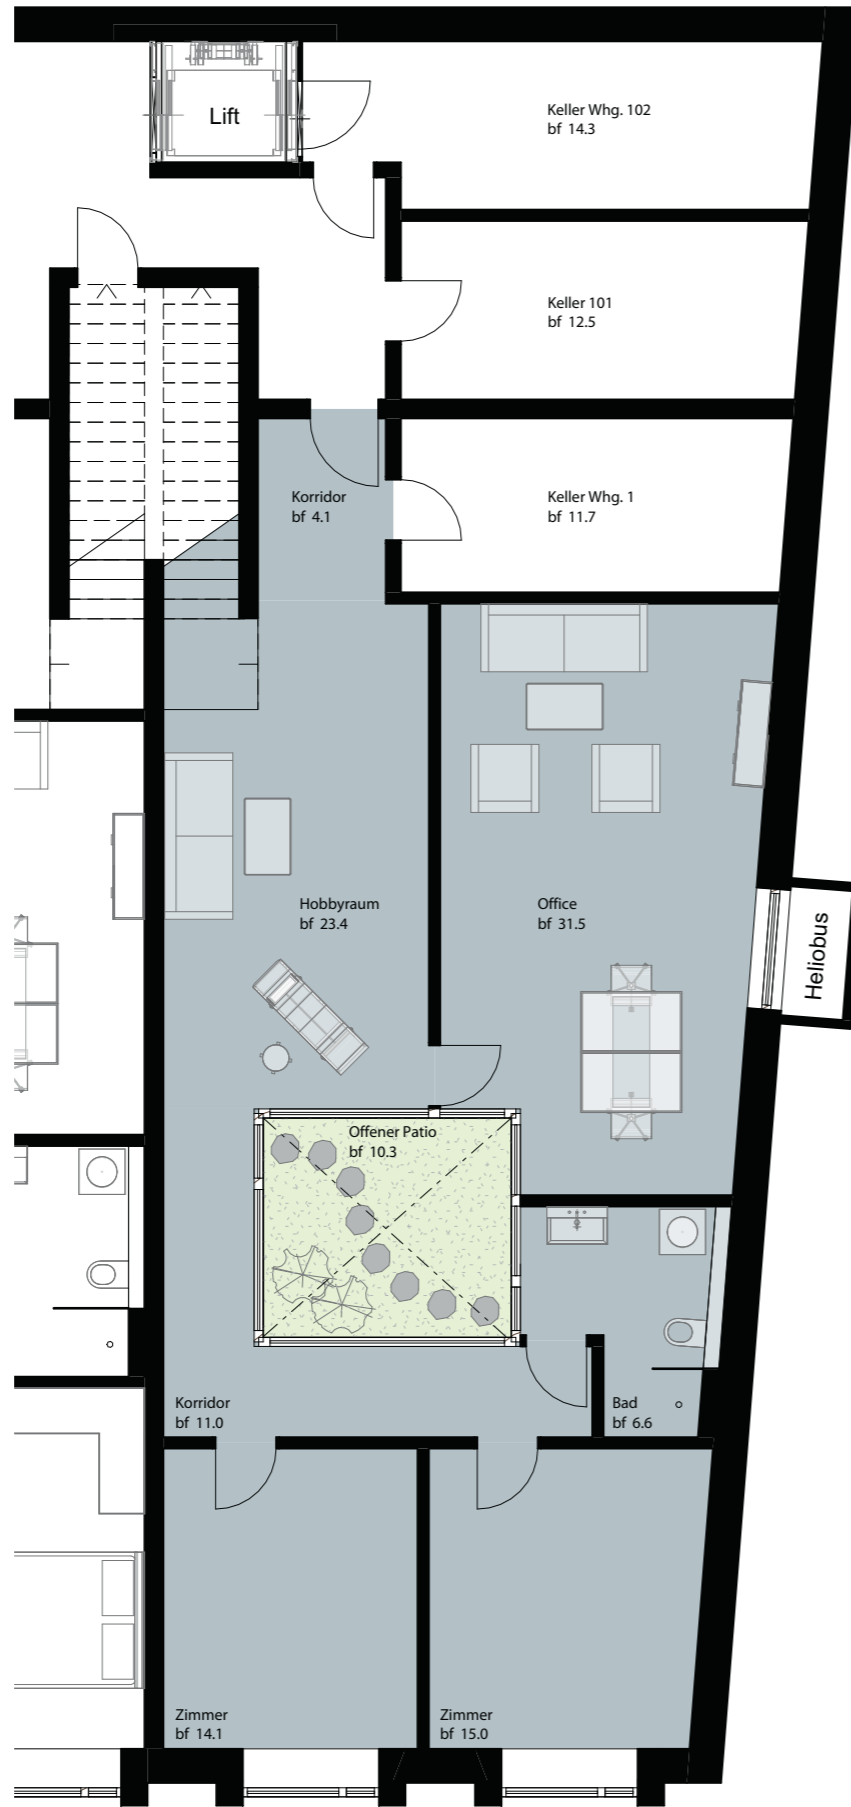 Lift
Keller Whg. 102
bf 14.3
Keller 101
bf 12.5
Korridor
bf 4.1
Keller Whg. 1
bf 11.7
Hobbyraum
bf 23.4
Office
bf 31.5
Heliobus
Offener Patio
bf 10.3
Korridor
bf 11.0
Bad
bf 6.6
Zimmer
bf 14.1
Zimmer
bf 15.0